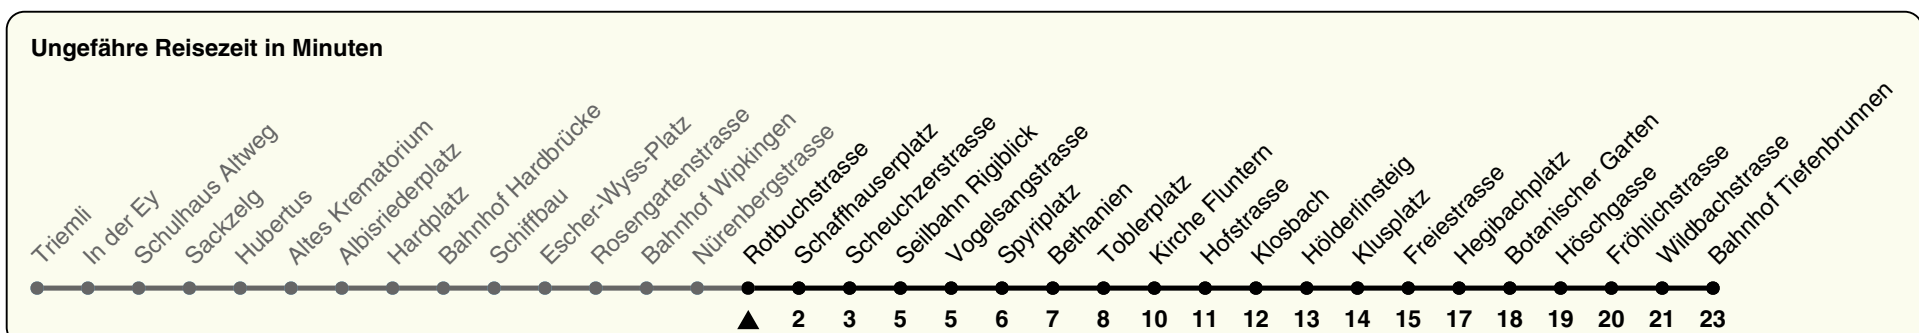 Ungefähre Reisezeit in Minuten
Triemli
In der Ey
Schulhaus Altweg
Sackzelg
Hubertus
Altes Krematorium
Albisriederplatz
Hardplatz
Bahnhof Hardbrücke
Schiffbau
Escher-Wyss-Platz
Rosengartenstrasse
Bahnhof Wipkingen
Nürenbergstrasse
Rotbuchstrasse
Schaffhauserplatz
Scheuchzerstrasse
Seilbahn Rigiblick
Vogelsangstrasse
Spyriplatz
Bethanien
Toblerplatz
Kirche Fluntern
Hofstrasse
Klosbach
Hölderlinsteig
Klusplatz
Freiestrasse
Hegibachplatz
Botanischer Garten
Höschgasse
Fröhlichstrasse
Wildbachstrasse
Bahnhof Tiefenbrunnen
2 3 5 5 6 7 8 10 11 12 13 14 15 17 18 19 20 21 23